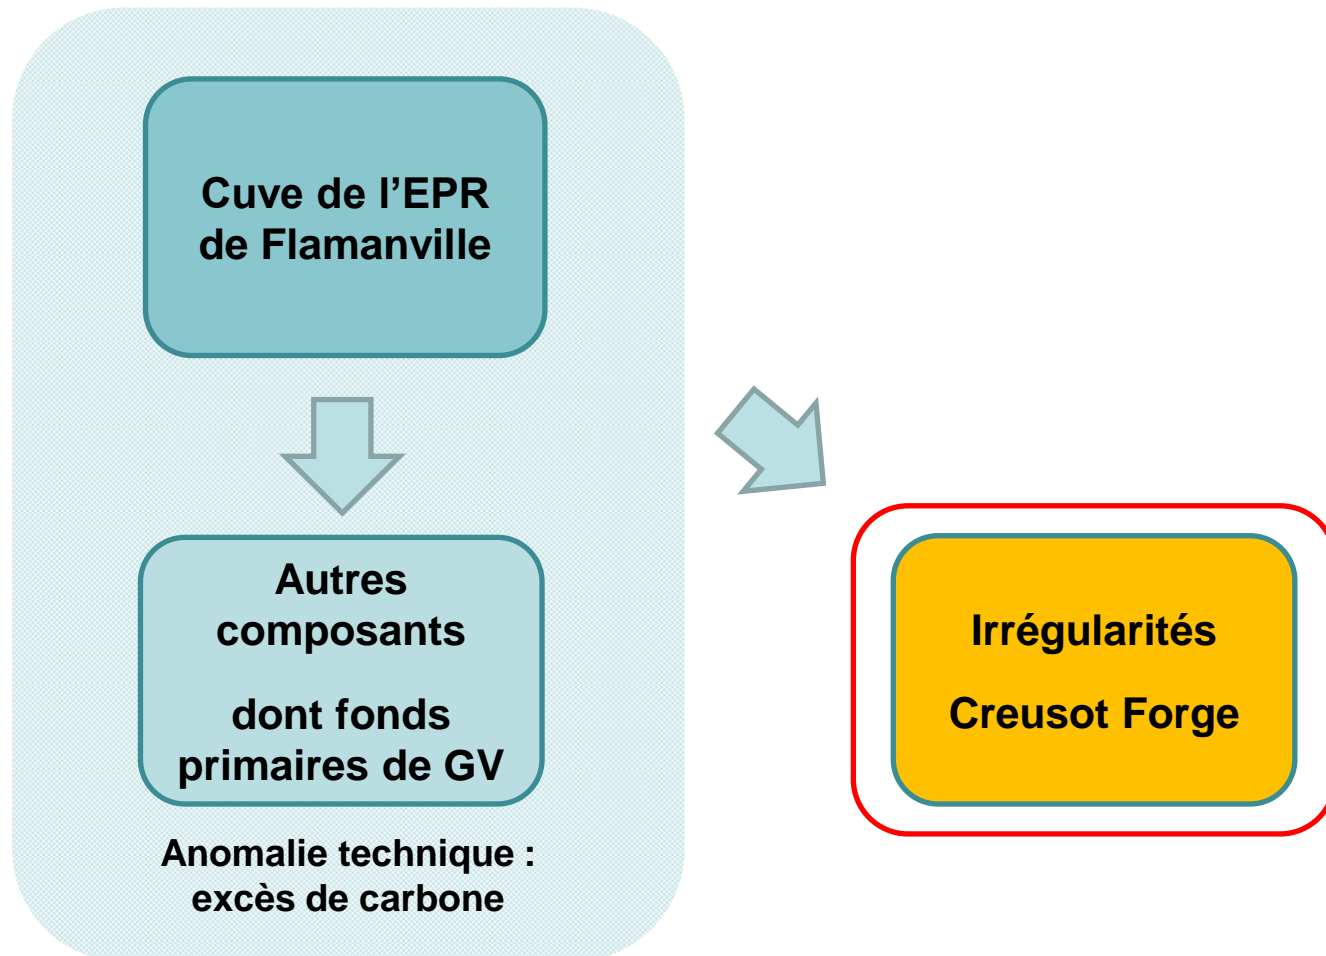 Cuve de l’EPR
de Flamanville
Autres
composants
dont fonds
primaires de GV
Anomalie technique :
excès de carbone
Irrégularités
Creusot Forge